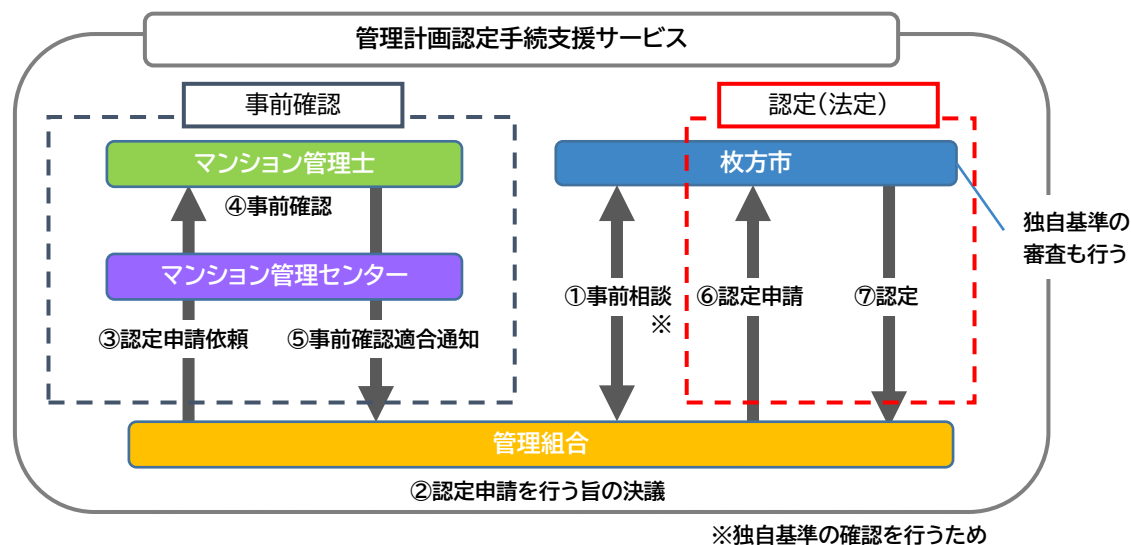 管理計画認定手続支援サービス
事前確認
認定(法定)
マンション管理士
枚方市
④事前確認
独自基準の
審査も行う
マンション管理センター
①事前相談
※
⑥認定申請
⑦認定
③認定申請依頼
⑤事前確認適合通知
管理組合
②認定申請を行う旨の決議
※独自基準の確認を行うため